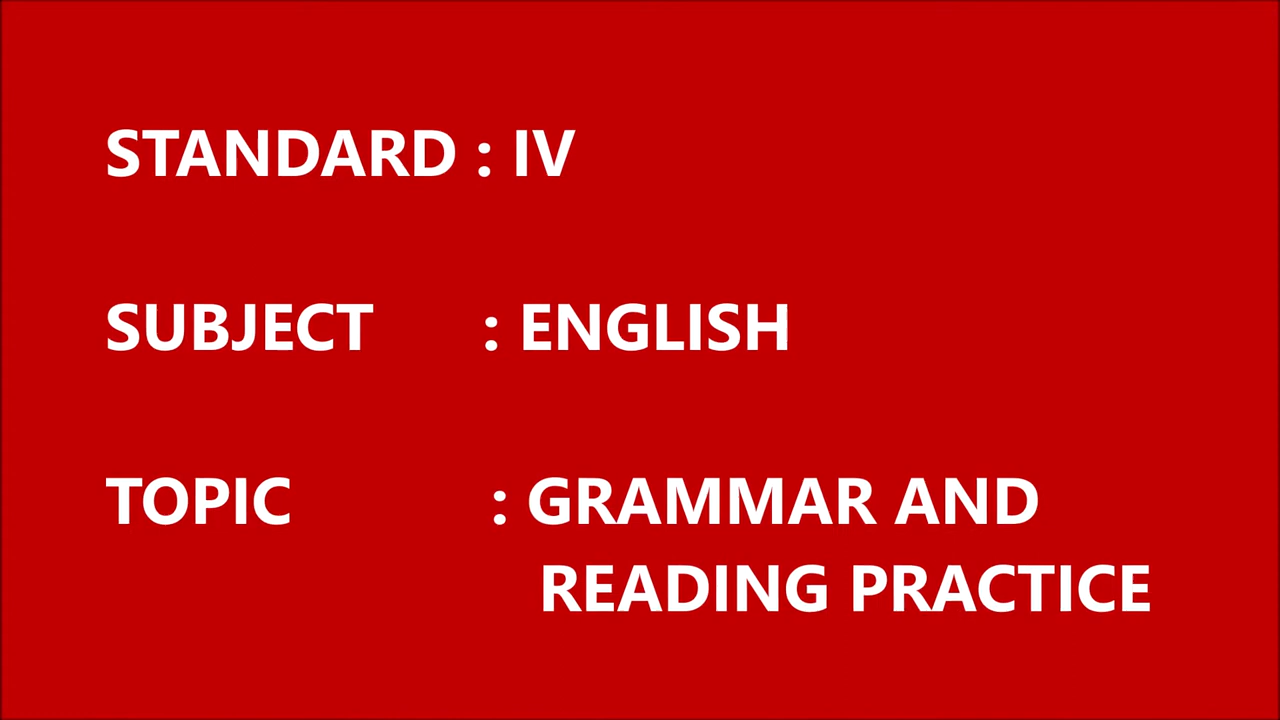 STANDARD : IV
SUBJECT : ENGLISH
TOPIC : GRAMMAR AND
READING PRACTICE